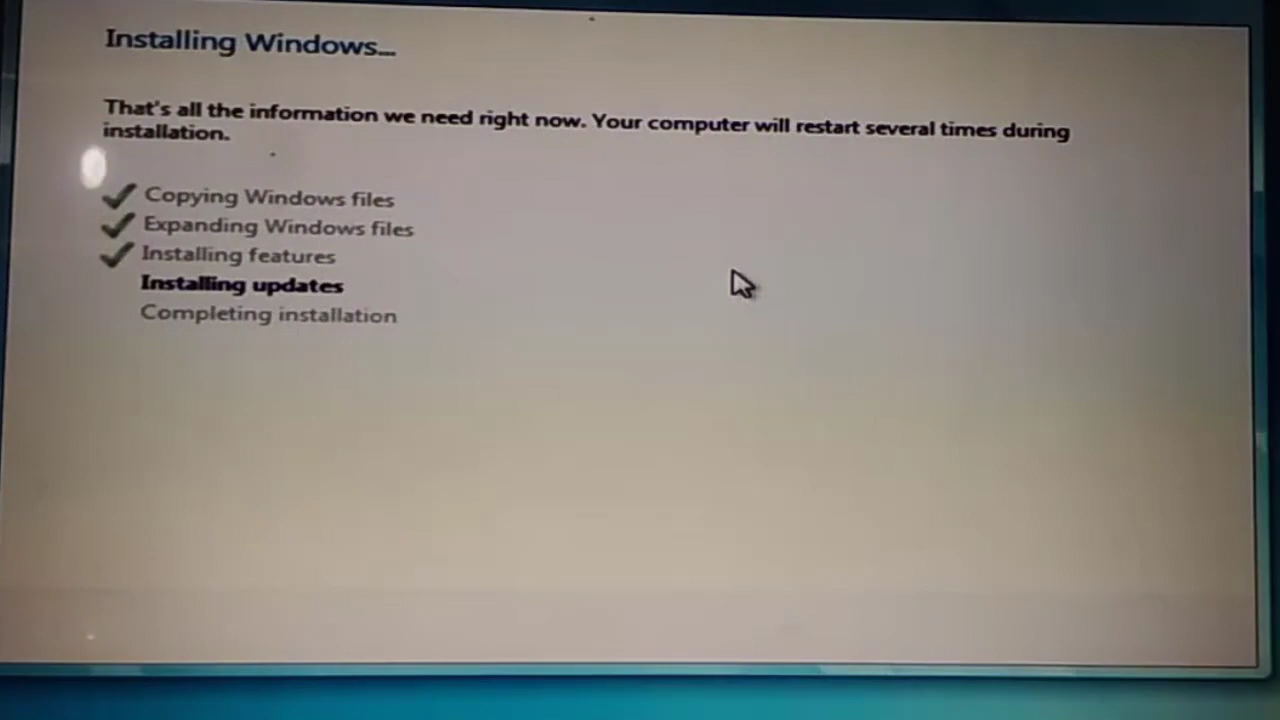 Installing Windows...
That's all the information we need right now. Your computer will restart several times during
installation.
Copying Windows files
Expanding Windows files
Installing features
Installing updates
Completing installation